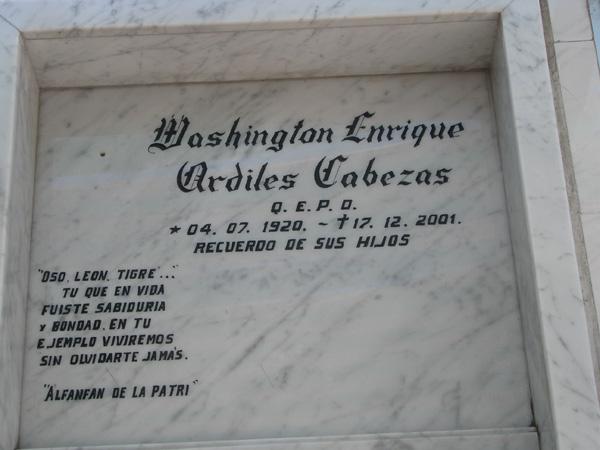 Washington Enrique
Ardiles Cabezas
Q. E. P. D.
* 04. 07. 1920. ~ † 17. 12. 2001.
RECUERDO DE SUS HIJOS
"OSO, LEON, TIGRE..."
TU QUE EN VIDA
FUISTE SABIDURIA
y BONDAD, EN TU
EJEMPLO VIVIREMOS
SIN OLVIDARTE JAMÁS.
"ALFANFAN DE LA PATRI"